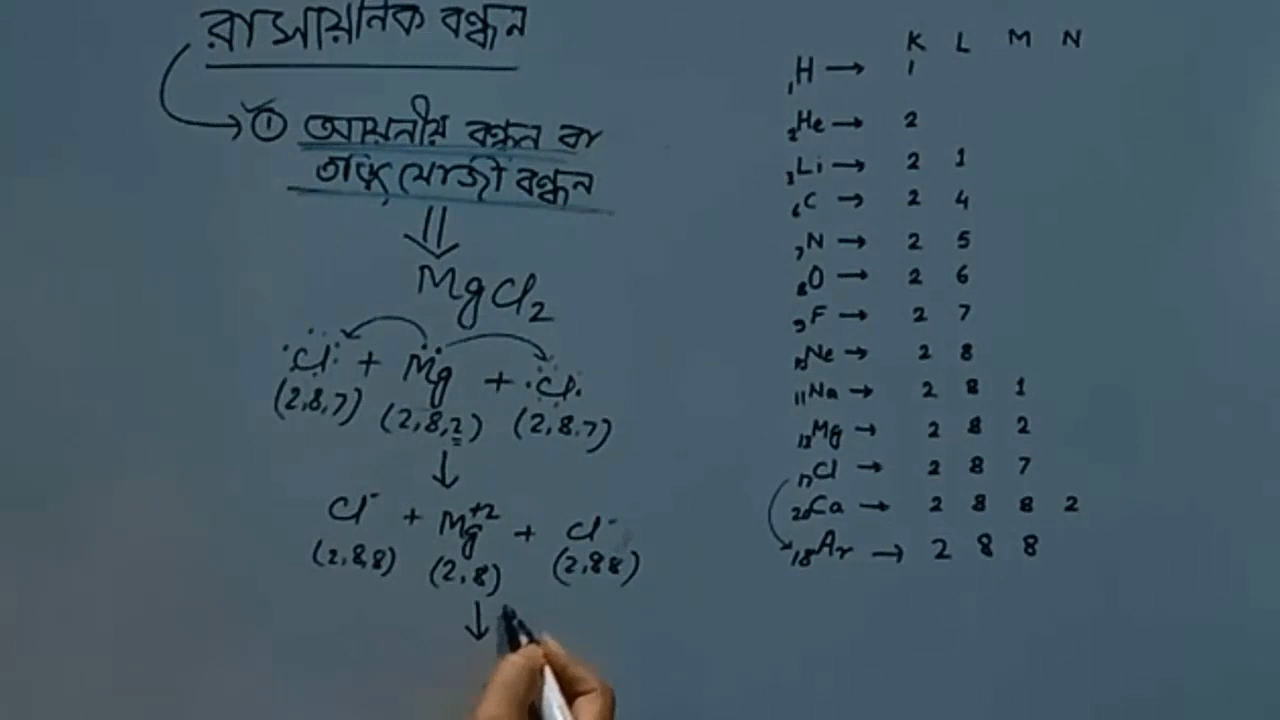 রাসায়নিক বন্ধন
① আয়নীয় বন্ধন বা
তড়িৎযোজী বন্ধন
MgCl₂
Cl + Mg + Cl
(2,8,7) (2,8,2) (2,8.7)
Cl⁻ + Mg⁺² + Cl⁻
(2,8,8) (2,8) (2,88)
K L M N
₁H → 1
₂He → 2
₃Li → 2 1
₆C → 2 4
₇N → 2 5
₈O → 2 6
₉F → 2 7
₁₀Ne → 2 8
₁₁Na → 2 8 1
₁₂Mg → 2 8 2
₁₇Cl → 2 8 7
₂₀Ca → 2 8 8 2
₁₈Ar → 2 8 8